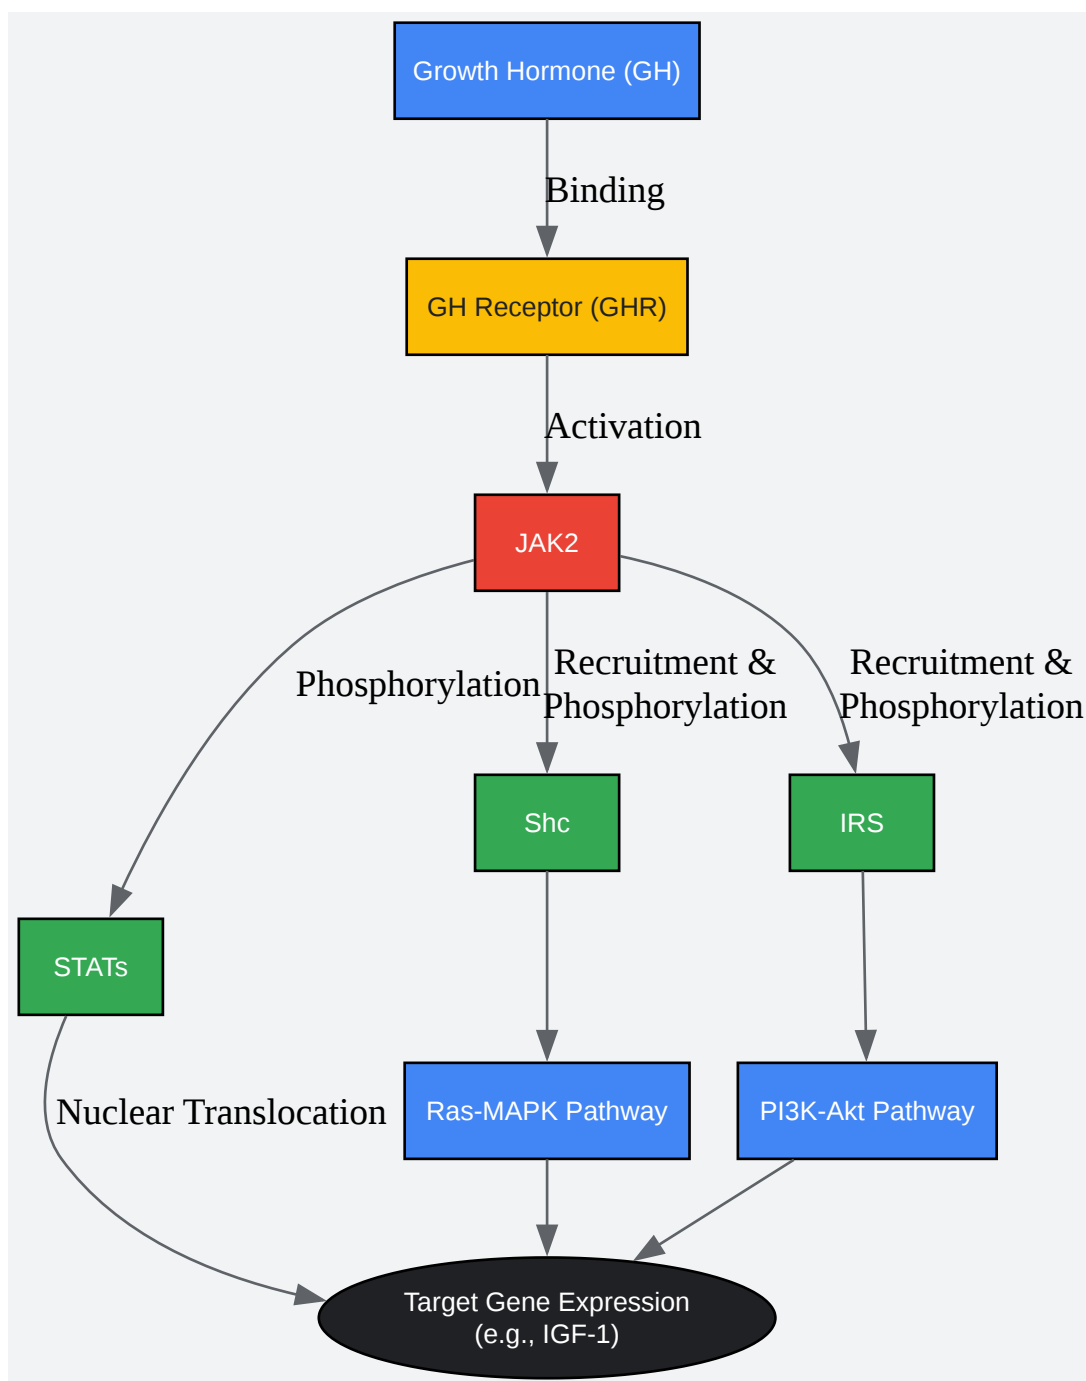 Growth Hormone (GH)
Binding
GH Receptor (GHR)
Activation
JAK2
Phosphorylation
Recruitment &
Phosphorylation
Recruitment &
Phosphorylation
Shc
IRS
STATs
Nuclear Translocation
Ras-MAPK Pathway
PI3K-Akt Pathway
Target Gene Expression
(e.g., IGF-1)